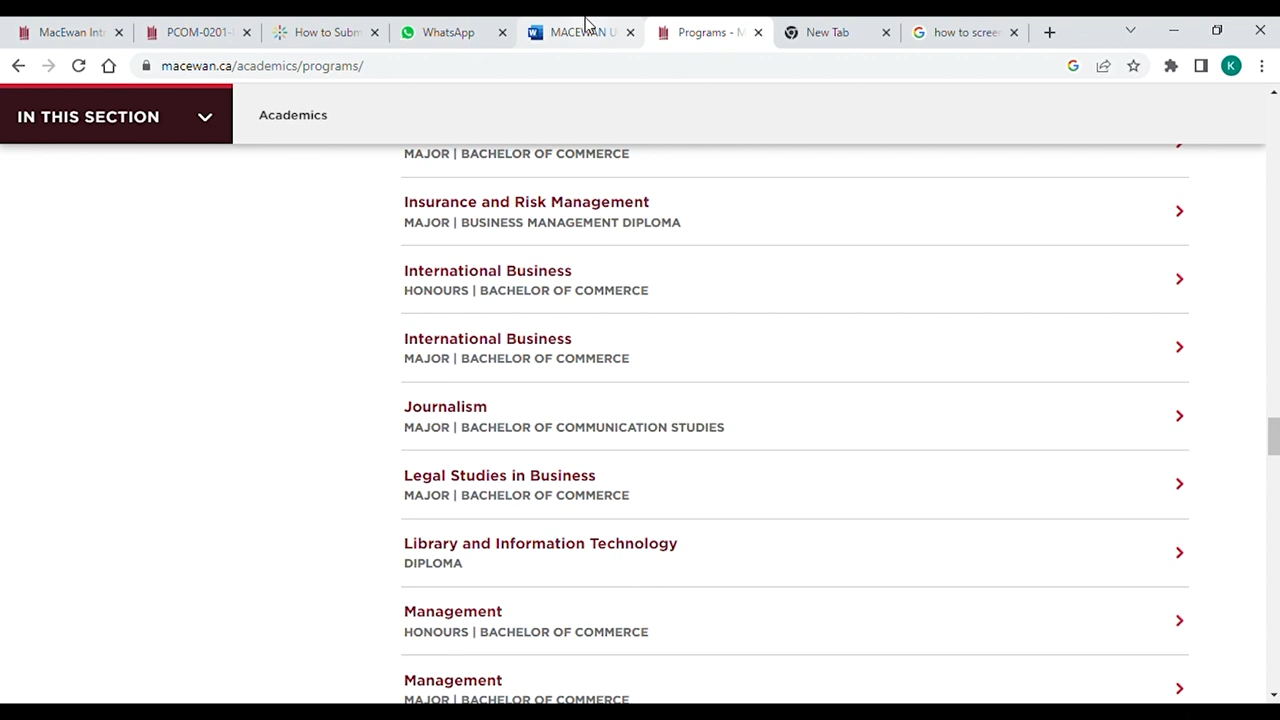 MacEwan Int
PCOM-0201-
How to Subm
WhatsApp
MACEWAN U
Programs - M
New Tab
how to scree
macewan.ca/academics/programs/
K
IN THIS SECTION
Academics
MAJOR | BACHELOR OF COMMERCE
Insurance and Risk Management
MAJOR | BUSINESS MANAGEMENT DIPLOMA
International Business
HONOURS | BACHELOR OF COMMERCE
International Business
MAJOR | BACHELOR OF COMMERCE
Journalism
MAJOR | BACHELOR OF COMMUNICATION STUDIES
Legal Studies in Business
MAJOR | BACHELOR OF COMMERCE
Library and Information Technology
DIPLOMA
Management
HONOURS | BACHELOR OF COMMERCE
Management
MAJOR | BACHELOR OF COMMERCE